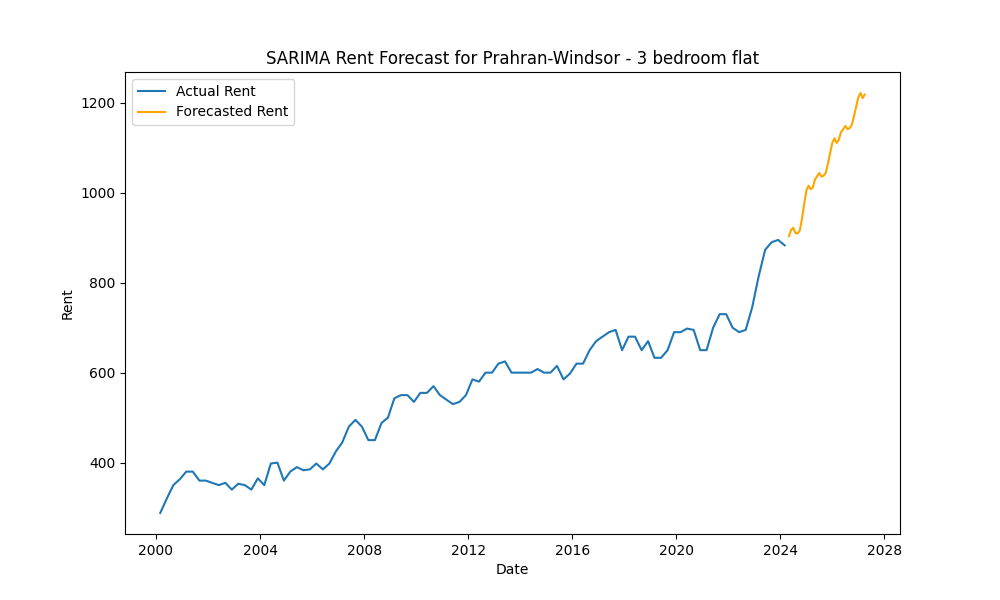 SARIMA Rent Forecast for Prahran-Windsor - 3 bedroom flat
Actual Rent
Forecasted Rent
1200
1000
800
600
400
Rent
2000
2004
2008
2012
2016
2020
2024
2028
Date